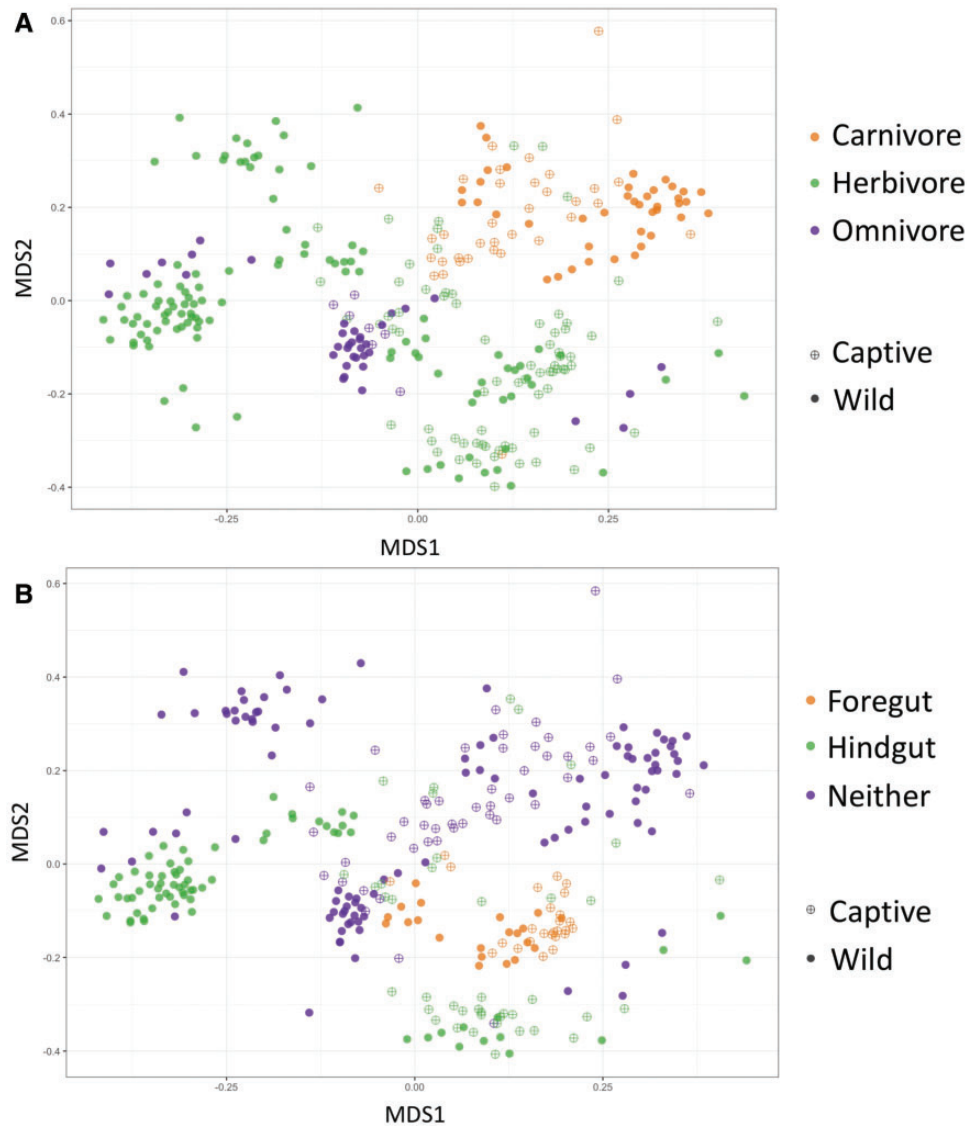 A
0.6
0.4
0.2
0.0
-0.2
-0.4
MDS2
-0.25
0.00
0.25
MDS1
Carnivore
Herbivore
Omnivore
Captive
Wild
B
0.6
0.4
0.2
0.0
-0.2
-0.4
MDS2
-0.25
0.00
0.25
MDS1
Foregut
Hindgut
Neither
Captive
Wild